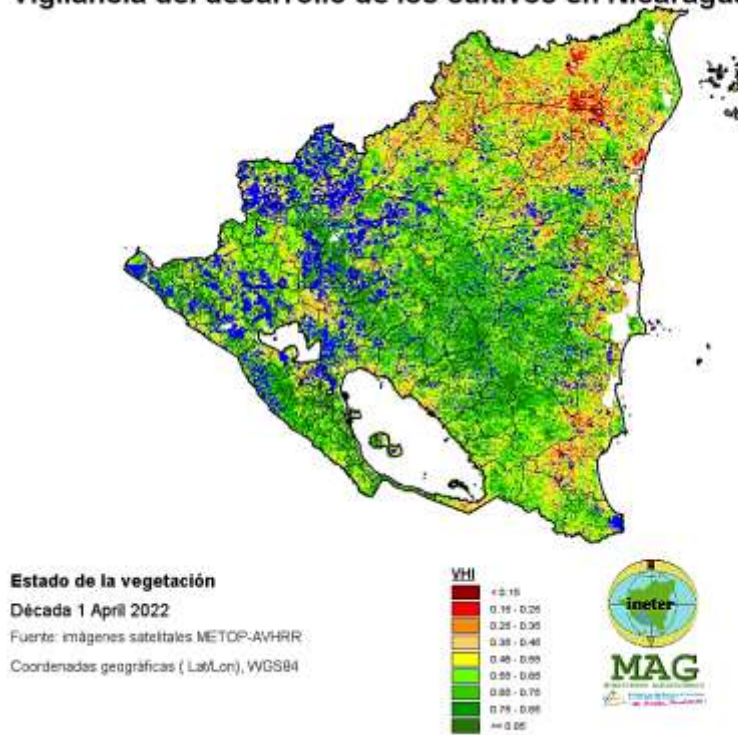 Vigilancia del desarrollo de los cultivos en Nicaragua
Estado de la vegetación
Década 1 April 2022
Fuente: imágenes satelitales METOP-AVHRR
Coordenadas geográficas ( Lat/Lon), WGS84
VHI
< 0.15
0.16 - 0.25
0.25 - 0.35
0.35 - 0.45
0.45 - 0.55
0.55 - 0.65
0.65 - 0.75
0.75 - 0.85
>= 0.85
ineter
MAG